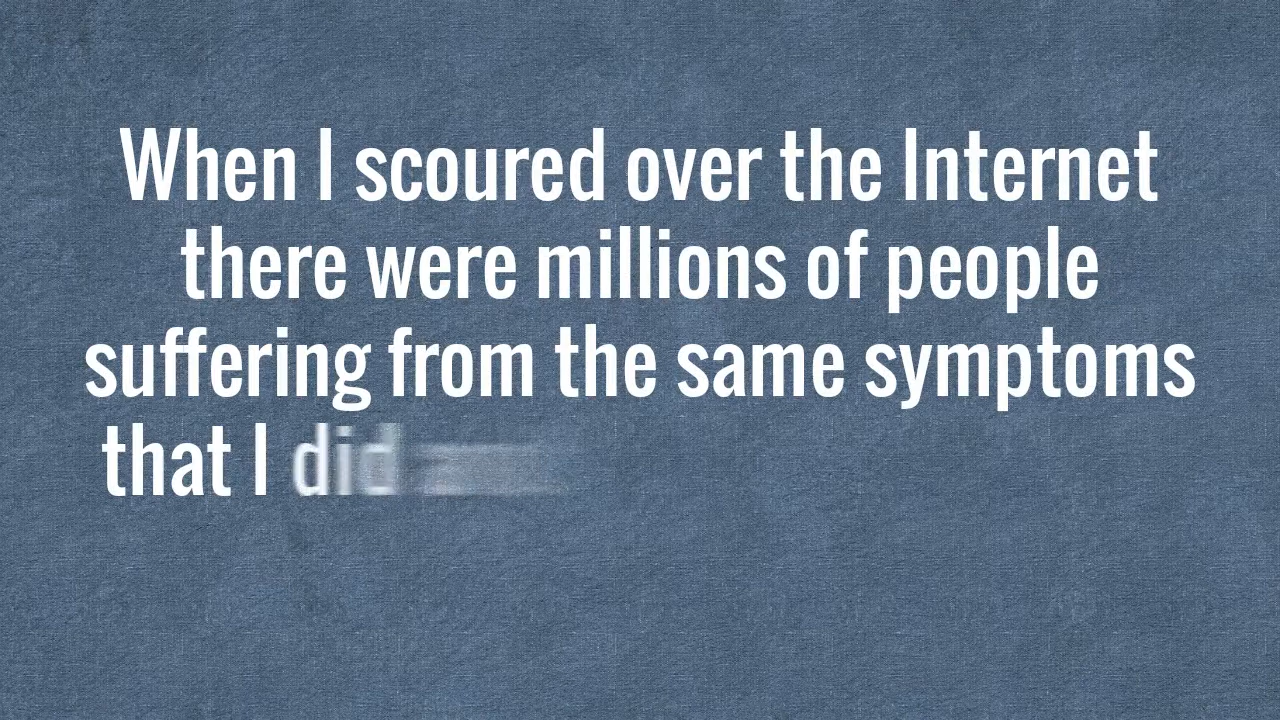 When I scoured over the Internet
there were millions of people
suffering from the same symptoms
that I did